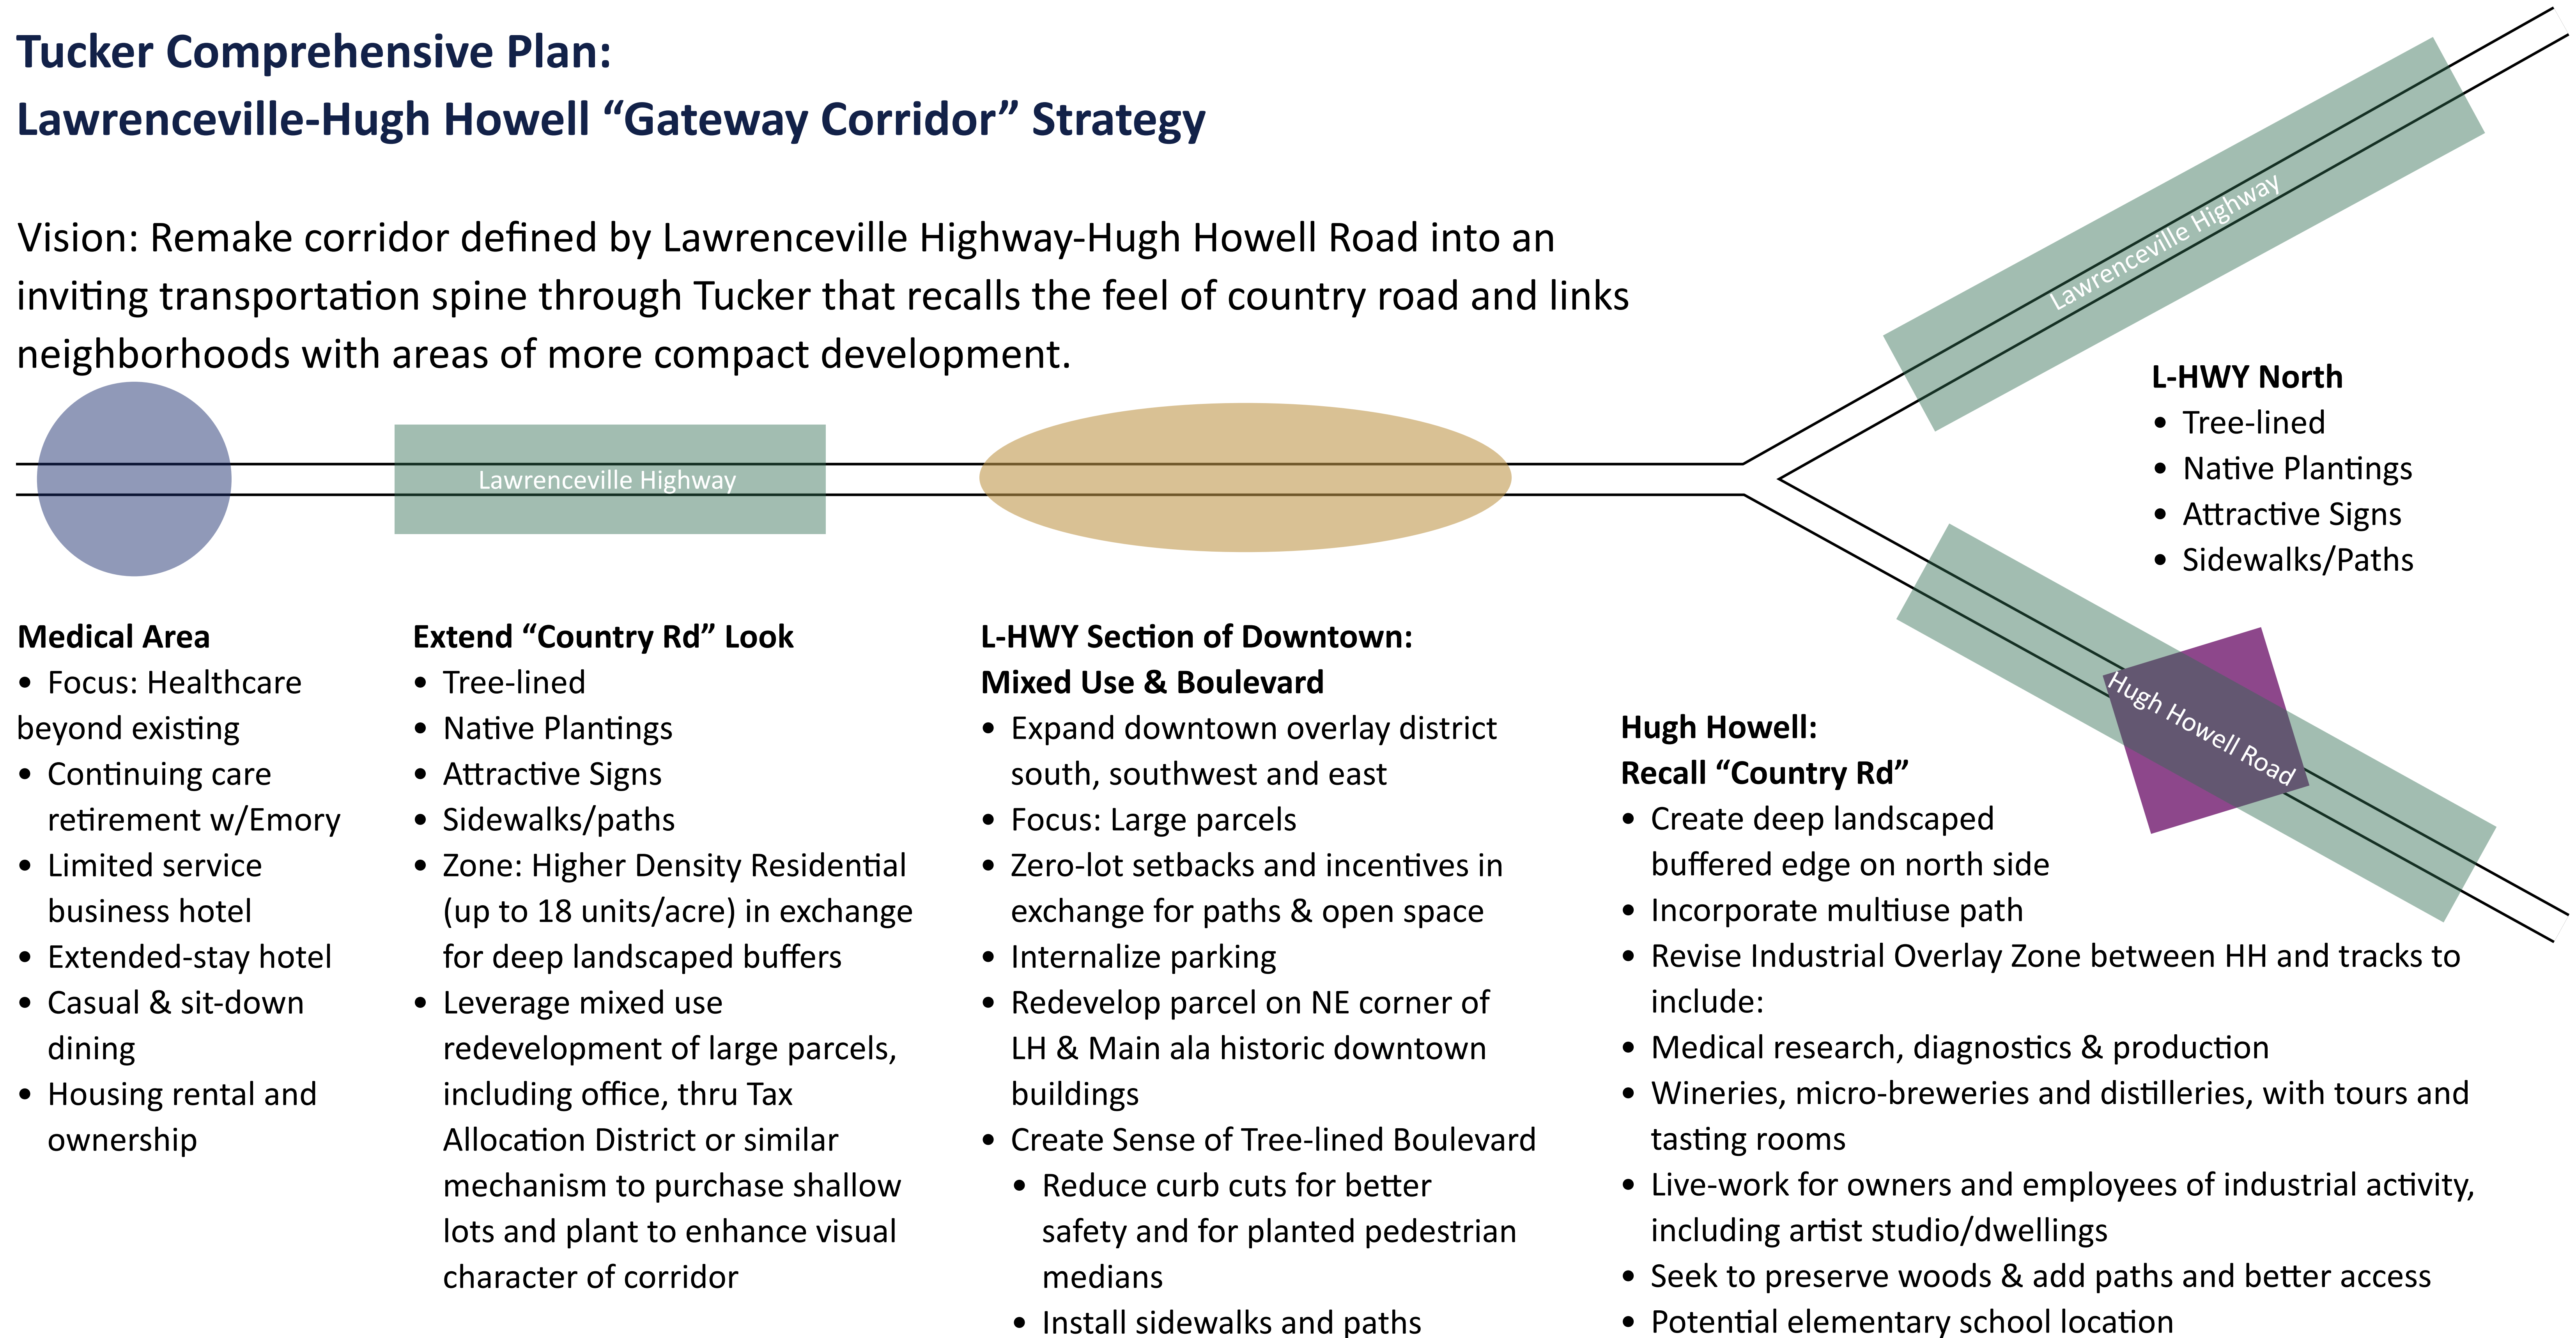 Tucker Comprehensive Plan:
Lawrenceville-Hugh Howell “Gateway Corridor” Strategy
Vision: Remake corridor defined by Lawrenceville Highway-Hugh Howell Road into an
inviting transportation spine through Tucker that recalls the feel of country road and links
neighborhoods with areas of more compact development.
Lawrenceville Highway
Lawrenceville Highway
L-HWY North
• Tree-lined
• Native Plantings
• Attractive Signs
• Sidewalks/Paths
Hugh Howell Road
Medical Area
• Focus: Healthcare
beyond existing
• Continuing care
retirement w/Emory
• Limited service
business hotel
• Extended-stay hotel
• Casual & sit-down
dining
• Housing rental and
ownership
Extend “Country Rd” Look
• Tree-lined
• Native Plantings
• Attractive Signs
• Sidewalks/paths
• Zone: Higher Density Residential
(up to 18 units/acre) in exchange
for deep landscaped buffers
• Leverage mixed use
redevelopment of large parcels,
including office, thru Tax
Allocation District or similar
mechanism to purchase shallow
lots and plant to enhance visual
character of corridor
L-HWY Section of Downtown:
Mixed Use & Boulevard
• Expand downtown overlay district
south, southwest and east
• Focus: Large parcels
• Zero-lot setbacks and incentives in
exchange for paths & open space
• Internalize parking
• Redevelop parcel on NE corner of
LH & Main ala historic downtown
buildings
• Create Sense of Tree-lined Boulevard
• Reduce curb cuts for better
safety and for planted pedestrian
medians
• Install sidewalks and paths
Hugh Howell:
Recall “Country Rd”
• Create deep landscaped
buffered edge on north side
• Incorporate multiuse path
• Revise Industrial Overlay Zone between HH and tracks to
include:
• Medical research, diagnostics & production
• Wineries, micro-breweries and distilleries, with tours and
tasting rooms
• Live-work for owners and employees of industrial activity,
including artist studio/dwellings
• Seek to preserve woods & add paths and better access
• Potential elementary school location